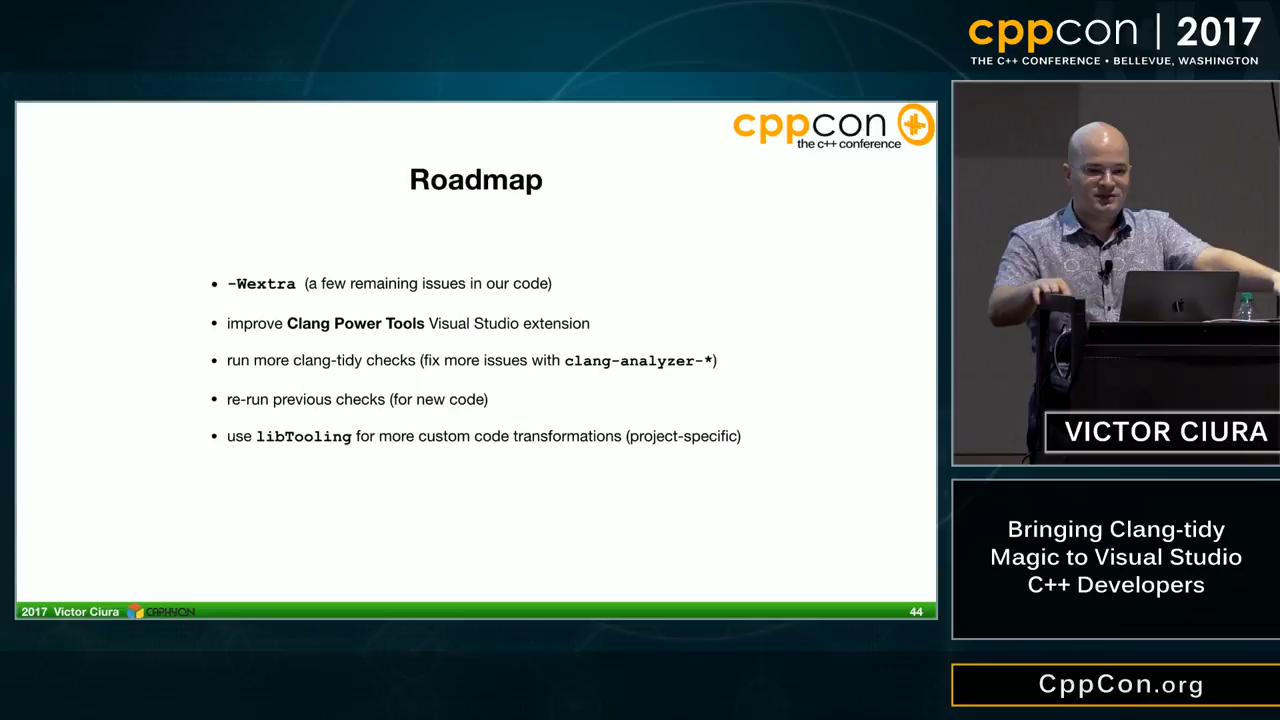 cppcon | 2017
THE C++ CONFERENCE • BELLEVUE, WASHINGTON
cppcon
the c++ conference
Roadmap
• -Wextra (a few remaining issues in our code)
• improve Clang Power Tools Visual Studio extension
• run more clang-tidy checks (fix more issues with clang-analyzer-*)
• re-run previous checks (for new code)
• use libTooling for more custom code transformations (project-specific)
2017 Victor Ciura CAPHYON 44
VICTOR CIURA
Bringing Clang-tidy
Magic to Visual Studio
C++ Developers
CppCon.org